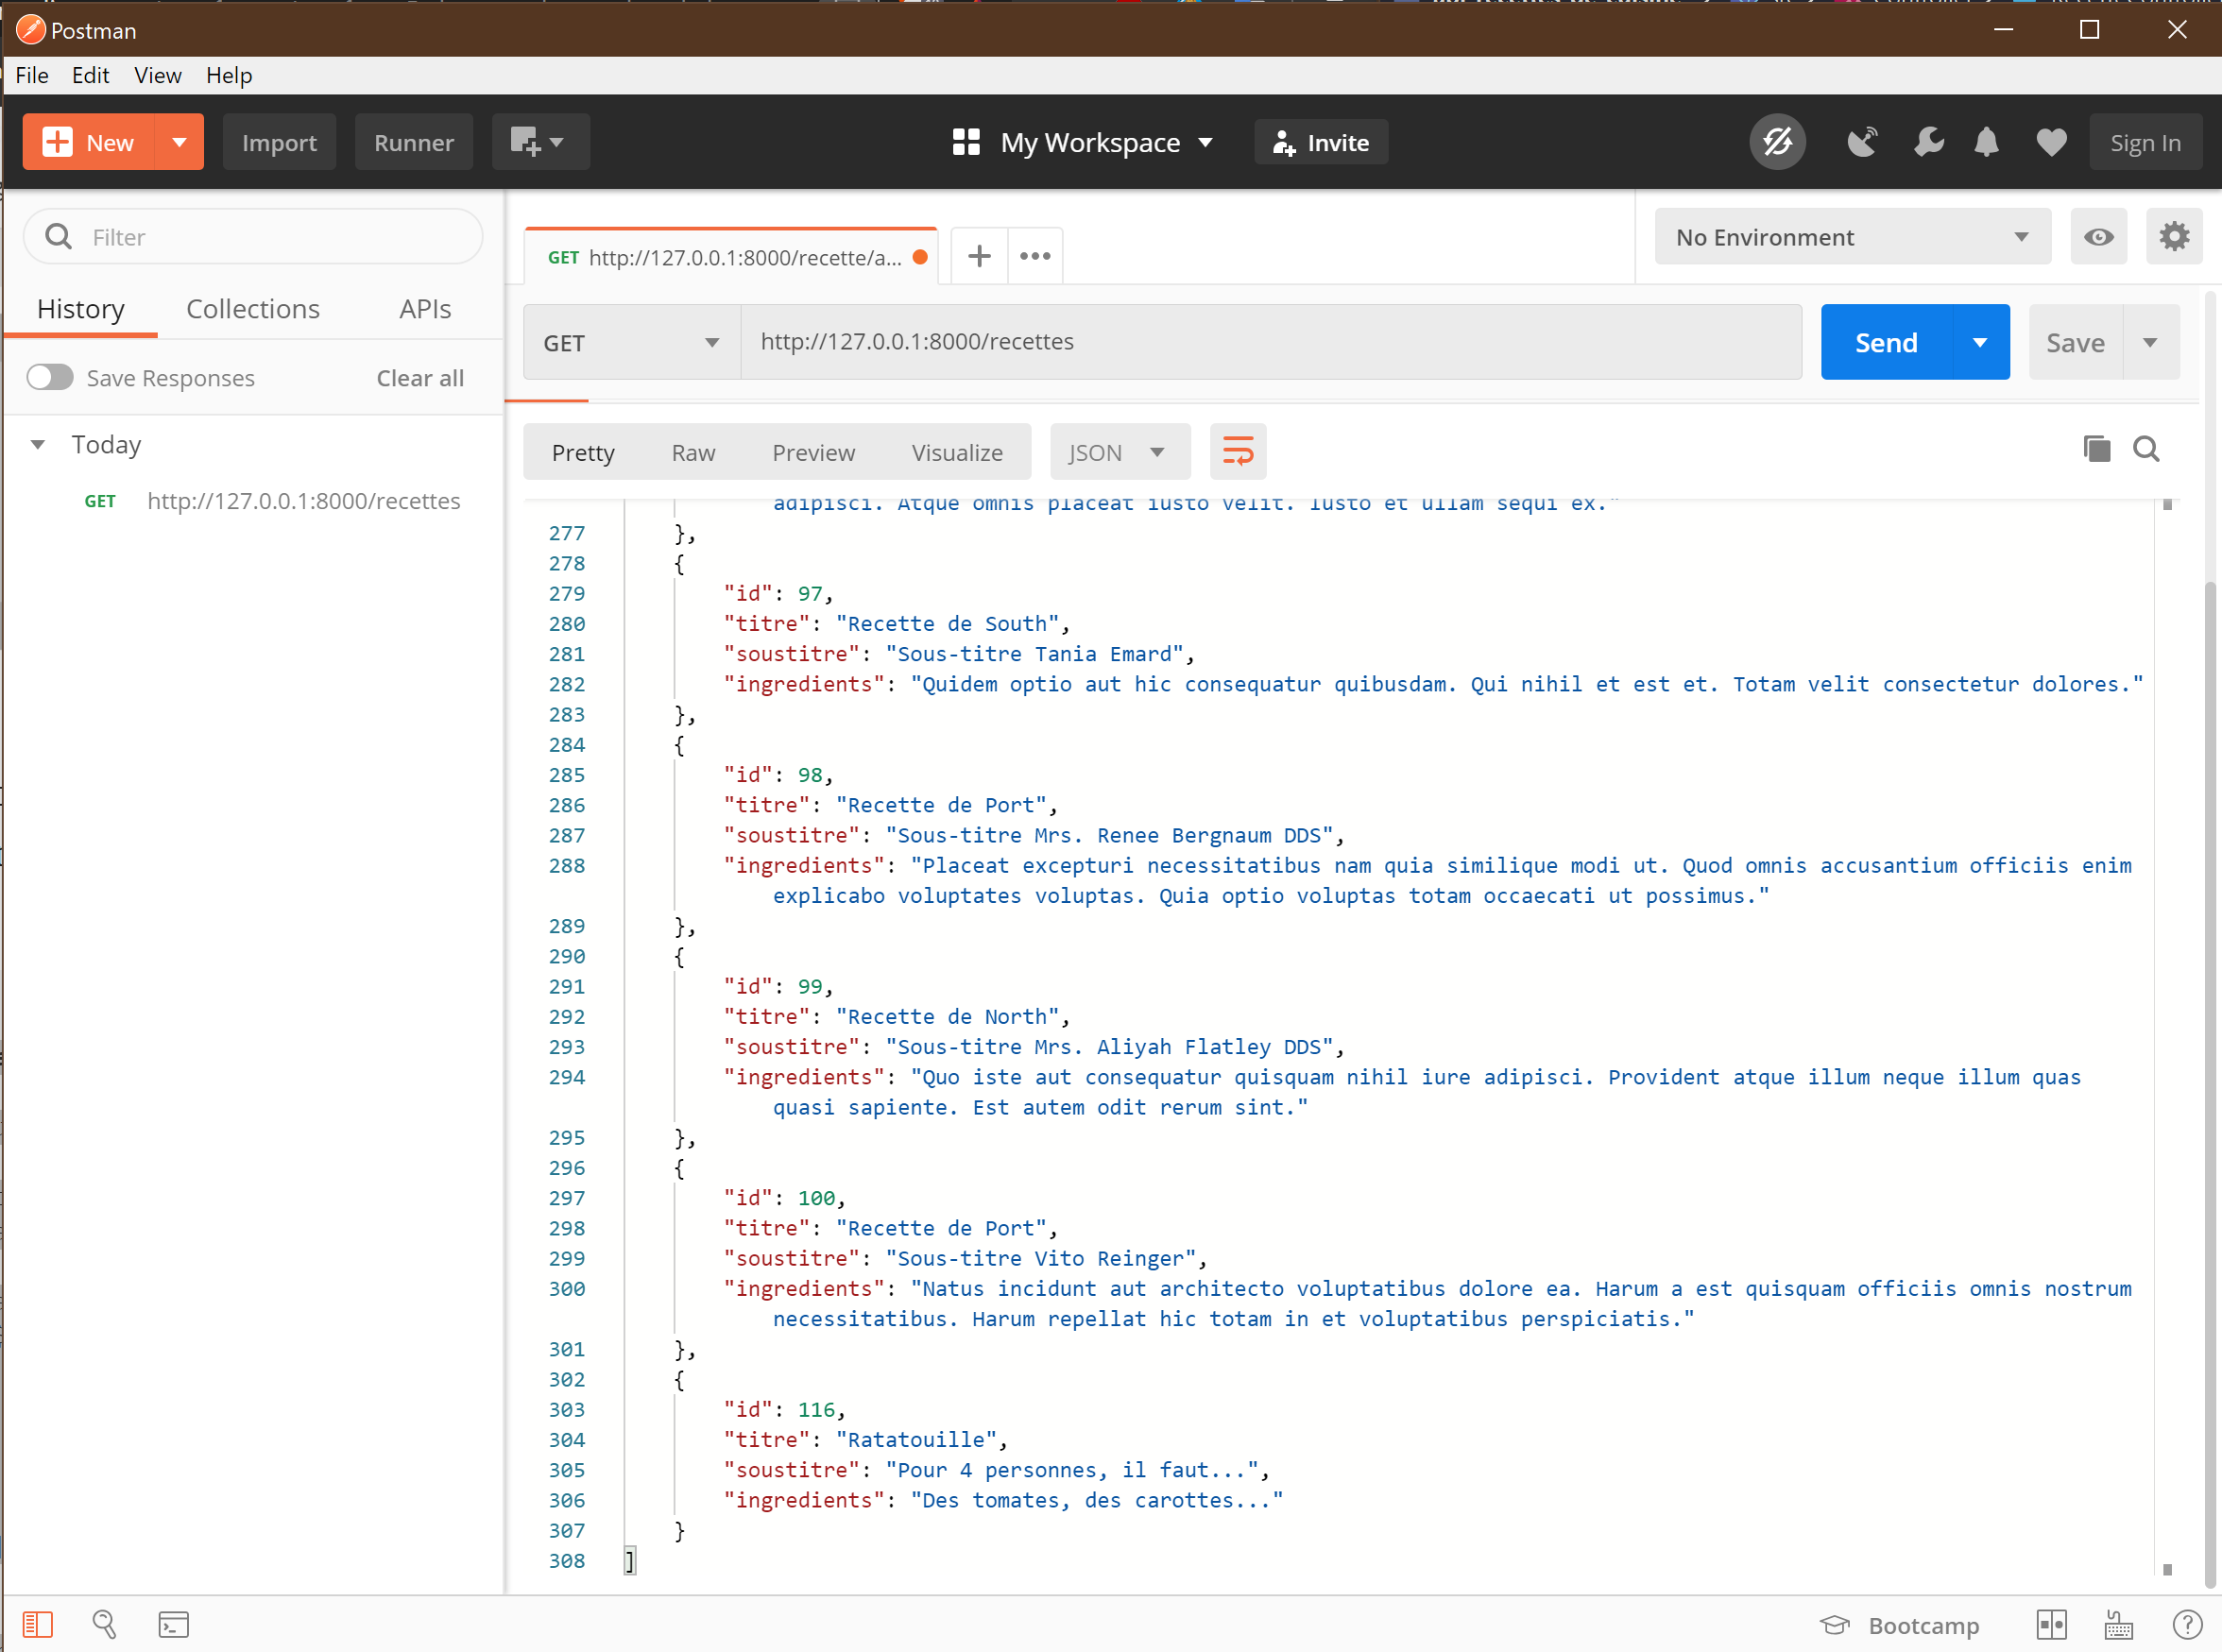 Postman
File Edit View Help
New Import Runner My Workspace Invite Sign In
Filter
GET http://127.0.0.1:8000/recette/a... No Environment
History Collections APIs
GET http://127.0.0.1:8000/recettes Send Save
Save Responses Clear all
Today
GET http://127.0.0.1:8000/recettes
Pretty Raw Preview Visualize JSON
adipisci. Atque omnis placeat iusto velit. Iusto et ullam sequi ex."
277 },
278 {
279 "id": 97,
280 "titre": "Recette de South",
281 "soustitre": "Sous-titre Tania Emard",
282 "ingredients": "Quidem optio aut hic consequatur quibusdam. Qui nihil et est et. Totam velit consectetur dolores."
283 },
284 {
285 "id": 98,
286 "titre": "Recette de Port",
287 "soustitre": "Sous-titre Mrs. Renee Bergnaum DDS",
288 "ingredients": "Placeat excepturi necessitatibus nam quia similique modi ut. Quod omnis accusantium officiis enim
explicabo voluptates voluptas. Quia optio voluptas totam occaecati ut possimus."
289 },
290 {
291 "id": 99,
292 "titre": "Recette de North",
293 "soustitre": "Sous-titre Mrs. Aliyah Flatley DDS",
294 "ingredients": "Quo iste aut consequatur quisquam nihil iure adipisci. Provident atque illum neque illum quas
quasi sapiente. Est autem odit rerum sint."
295 },
296 {
297 "id": 100,
298 "titre": "Recette de Port",
299 "soustitre": "Sous-titre Vito Reinger",
300 "ingredients": "Natus incidunt aut architecto voluptatibus dolore ea. Harum a est quisquam officiis omnis nostrum
necessitatibus. Harum repellat hic totam in et voluptatibus perspiciatis."
301 },
302 {
303 "id": 116,
304 "titre": "Ratatouille",
305 "soustitre": "Pour 4 personnes, il faut...",
306 "ingredients": "Des tomates, des carottes..."
307 }
308 ]
Bootcamp